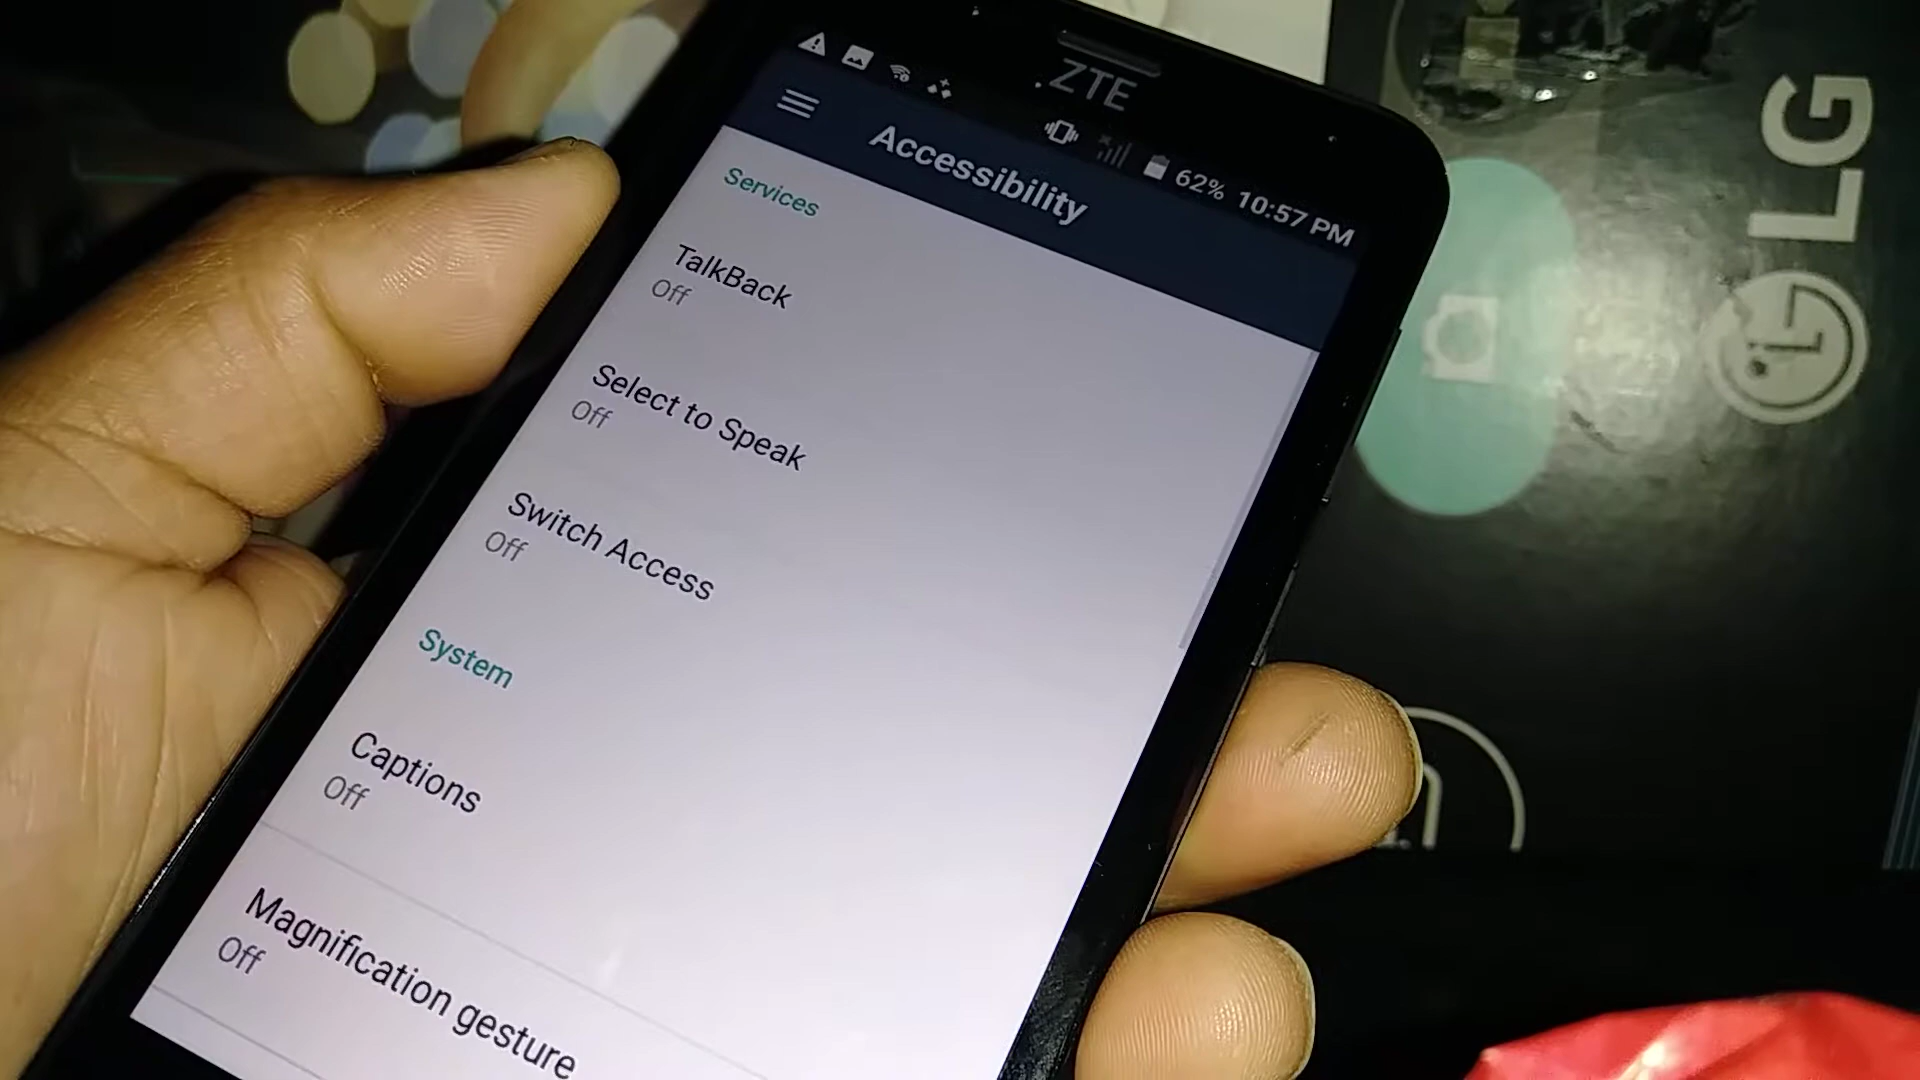 ZTE
62% 10:57 PM
Accessibility
Services
TalkBack
Off
Select to Speak
Off
Switch Access
Off
System
Captions
Off
Magnification gesture
Off
LG